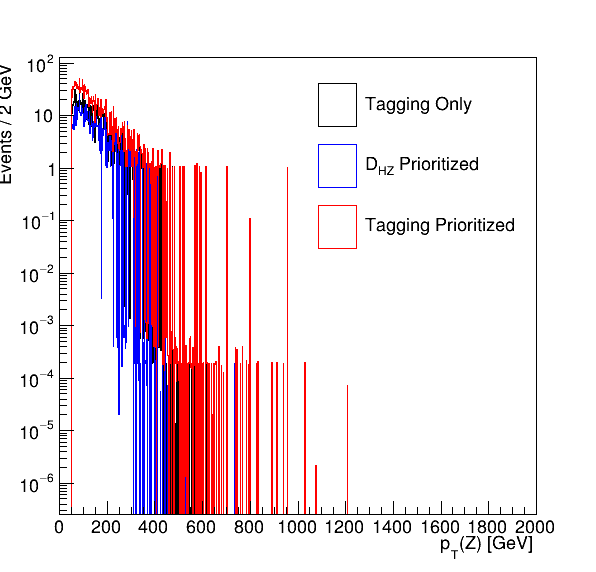 Events / 2 GeV
10²
10
1
10⁻¹
10⁻²
10⁻³
10⁻⁴
10⁻⁵
10⁻⁶
Tagging Only
D_HZ Prioritized
Tagging Prioritized
0 200 400 600 800 1000 1200 1400 1600 1800 2000
p_T(Z) [GeV]